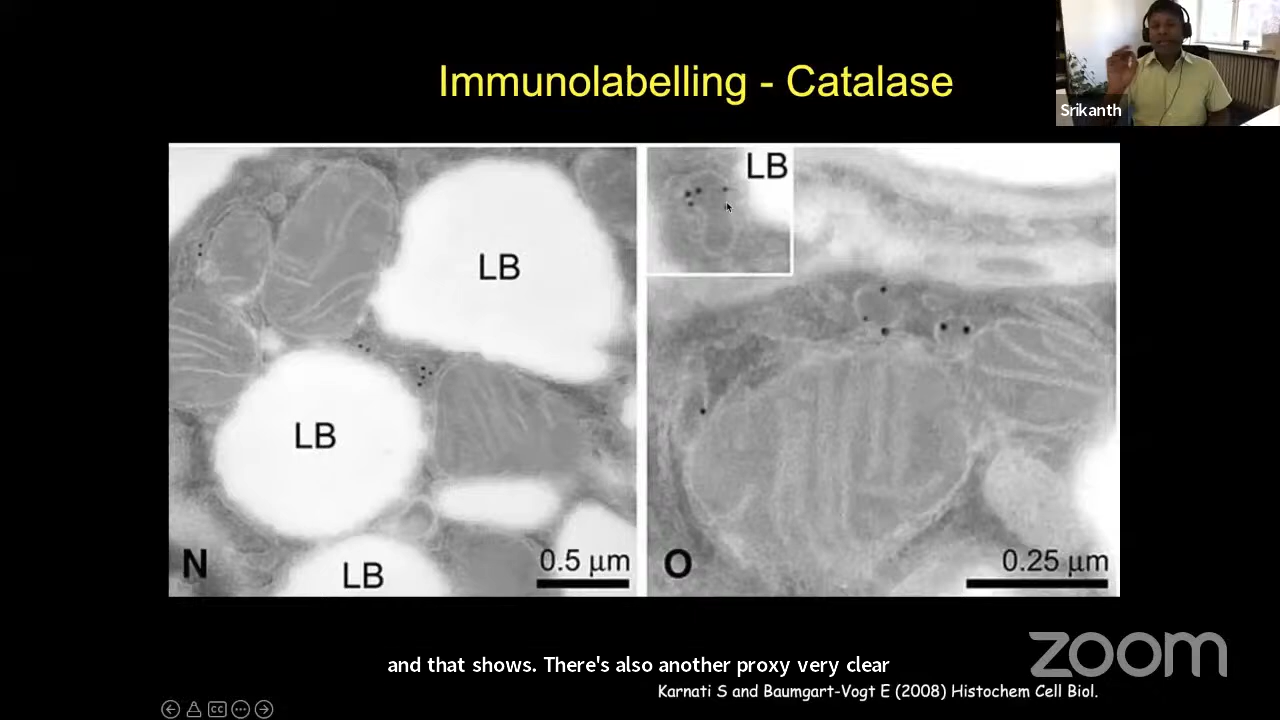 Immunolabelling - Catalase
Srikanth
LB
LB
LB
LB
N
0.5 μm
O
0.25 μm
and that shows. There's also another proxy very clear
zoom
Karnati S and Baumgart-Vogt E (2008) Histochem Cell Biol.
CC